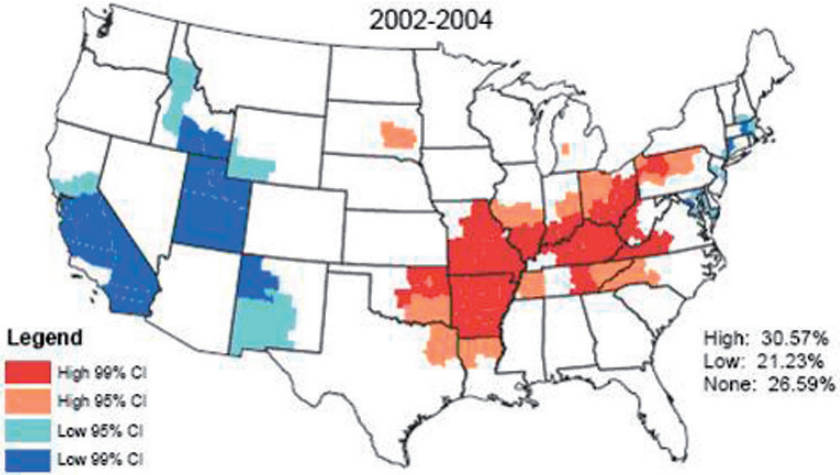 2002-2004
Legend
High 99% CI
High 95% CI
Low 95% CI
Low 99% CI
High: 30.57%
Low: 21.23%
None: 26.59%